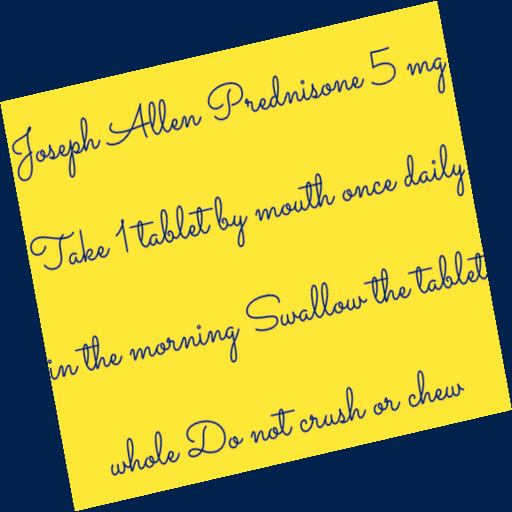 Joseph Allen Prednisone 5 mg
Take 1 tablet by mouth once daily
in the morning Swallow the tablet
whole Do not crush or chew